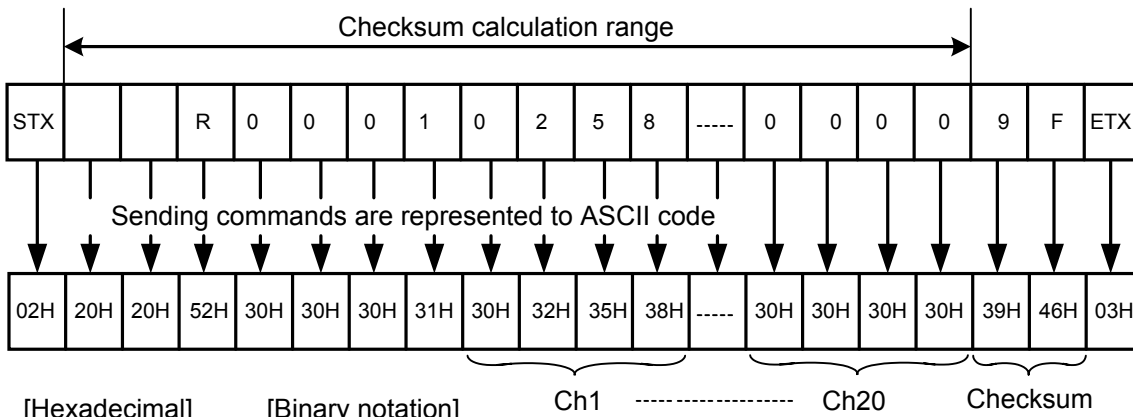 Checksum calculation range
STX R 0 0 0 1 0 2 5 8 ----- 0 0 0 0 9 F ETX
Sending commands are represented to ASCII code
02H 20H 20H 52H 30H 30H 30H 31H 30H 32H 35H 38H ----- 30H 30H 30H 30H 39H 46H 03H
Ch1 ------------------ Ch20 Checksum
[Hexadecimal] [Binary notation]